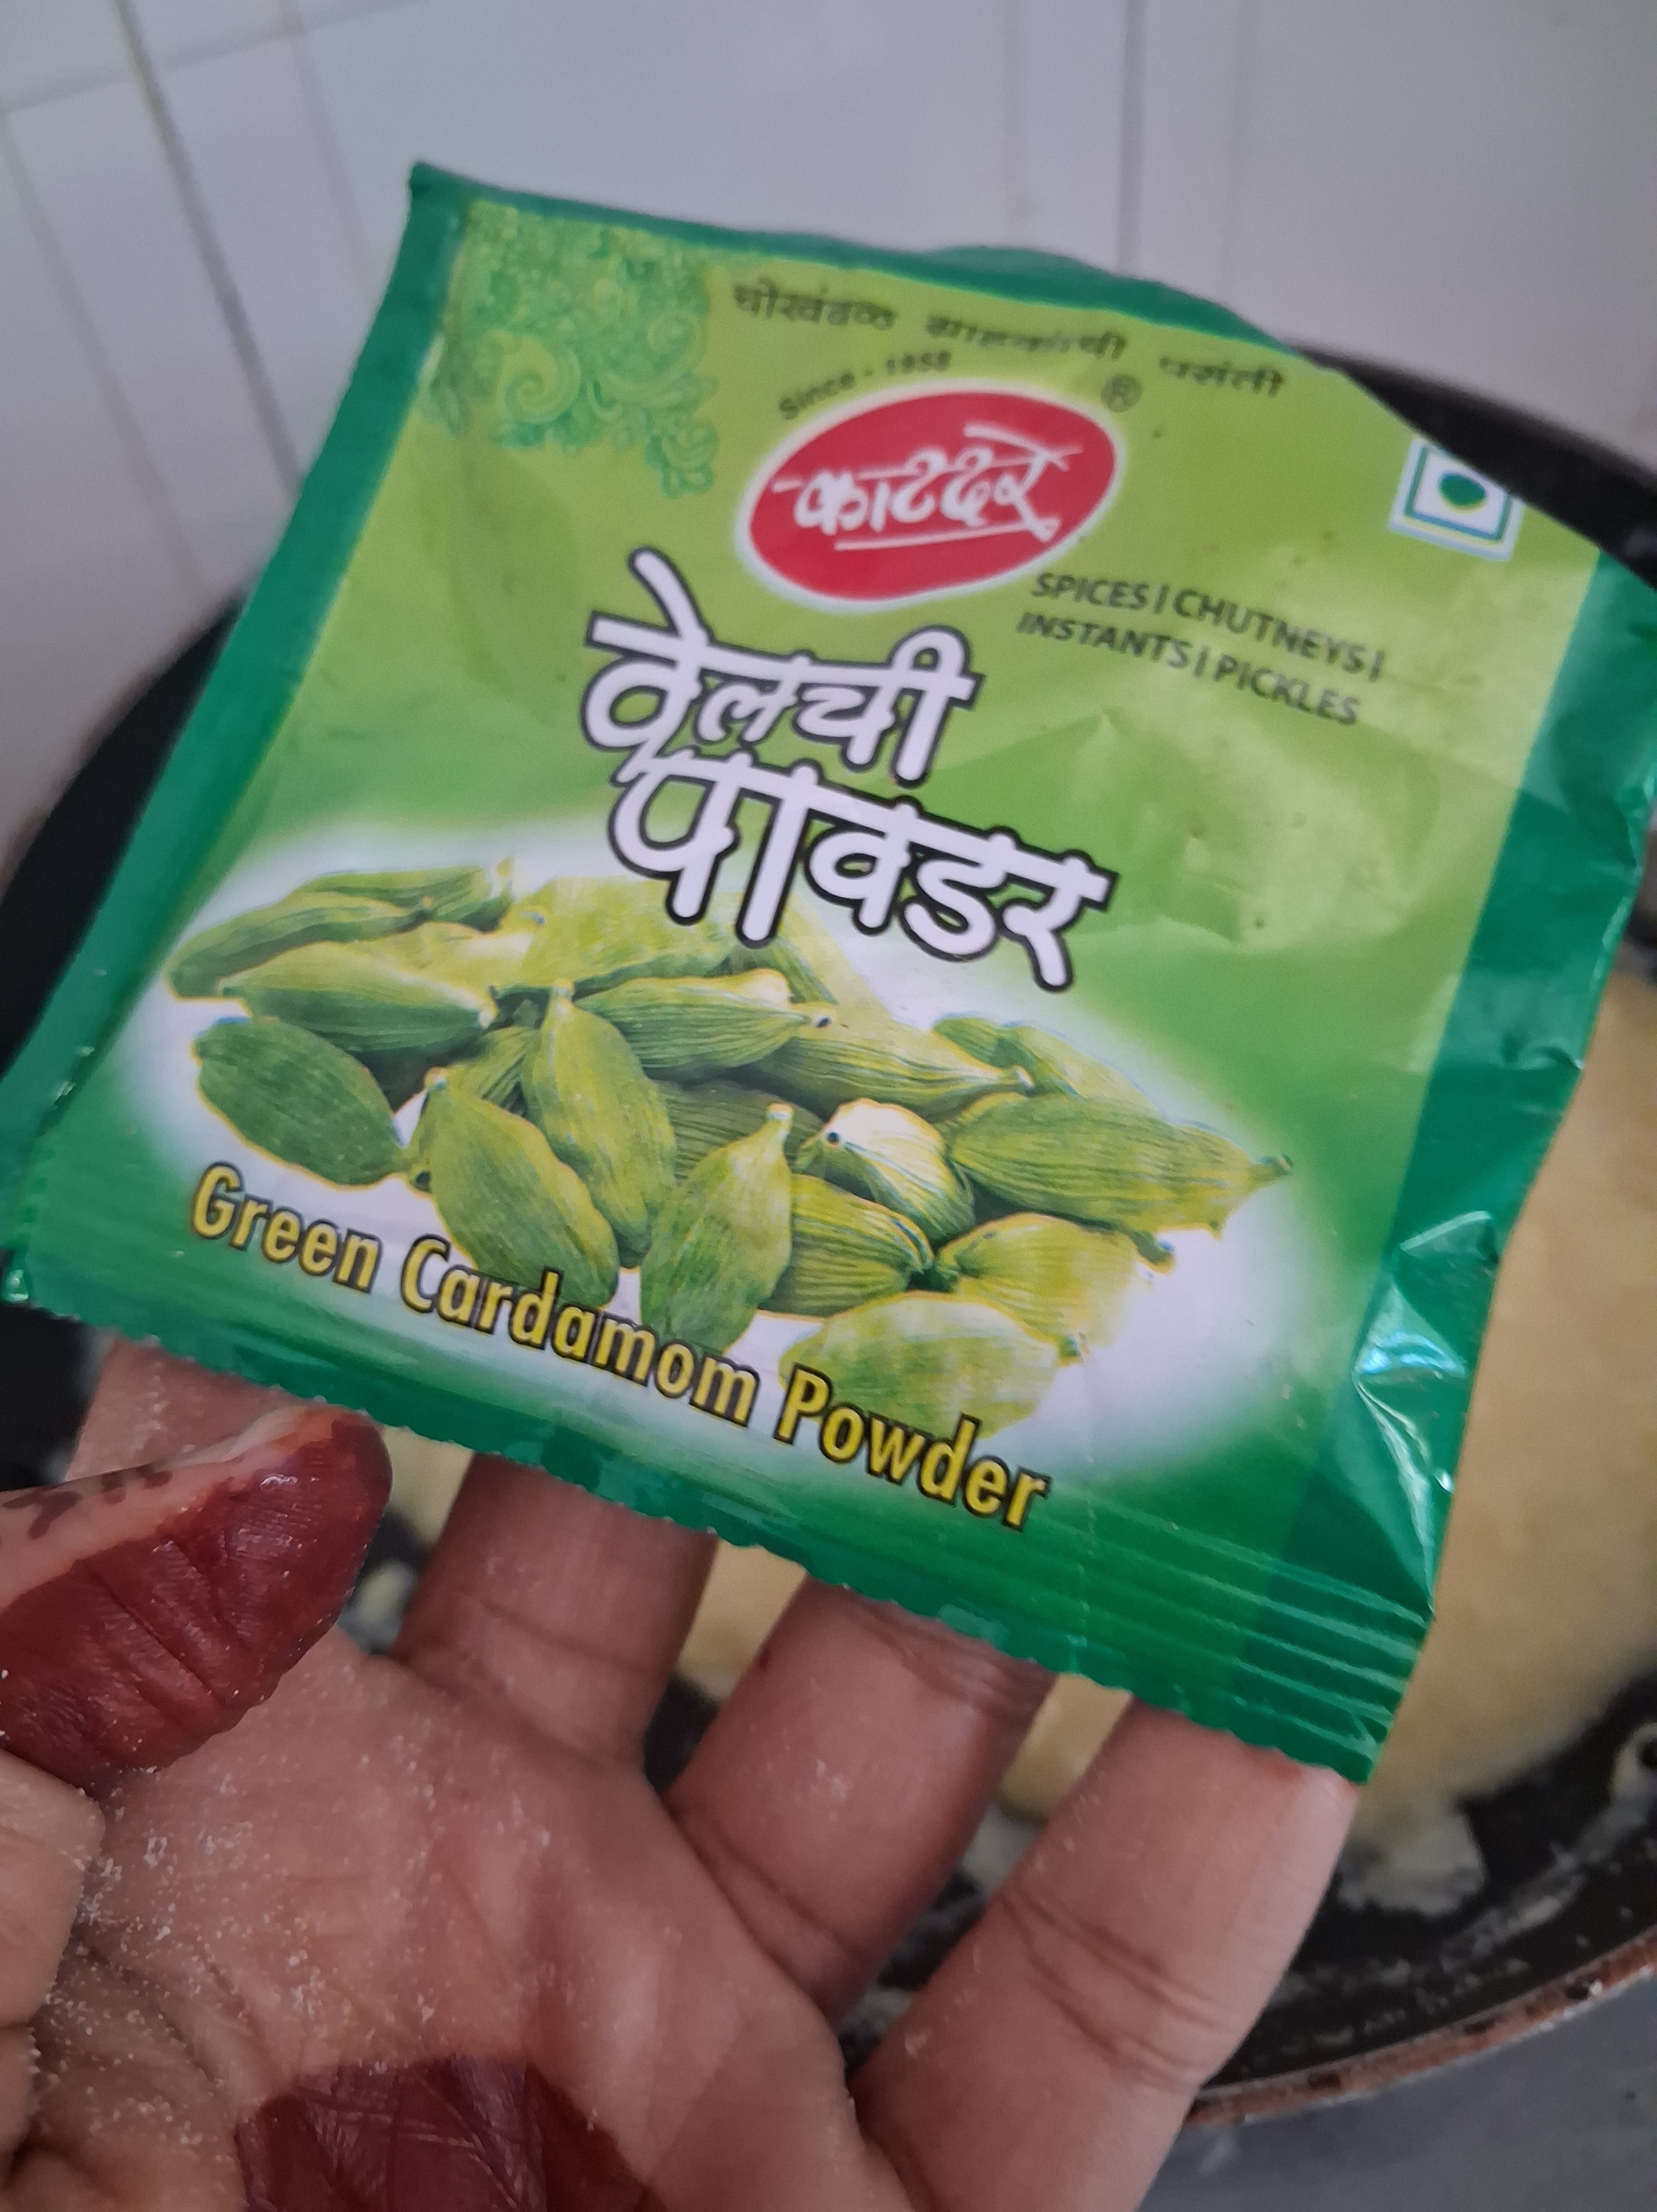 चोखंदळ ग्राहकांची पसंती
Since - 1958
®
काटदरे
SPICES | CHUTNEYS |
INSTANTS | PICKLES
वेलची
पावडर
Green Cardamom Powder